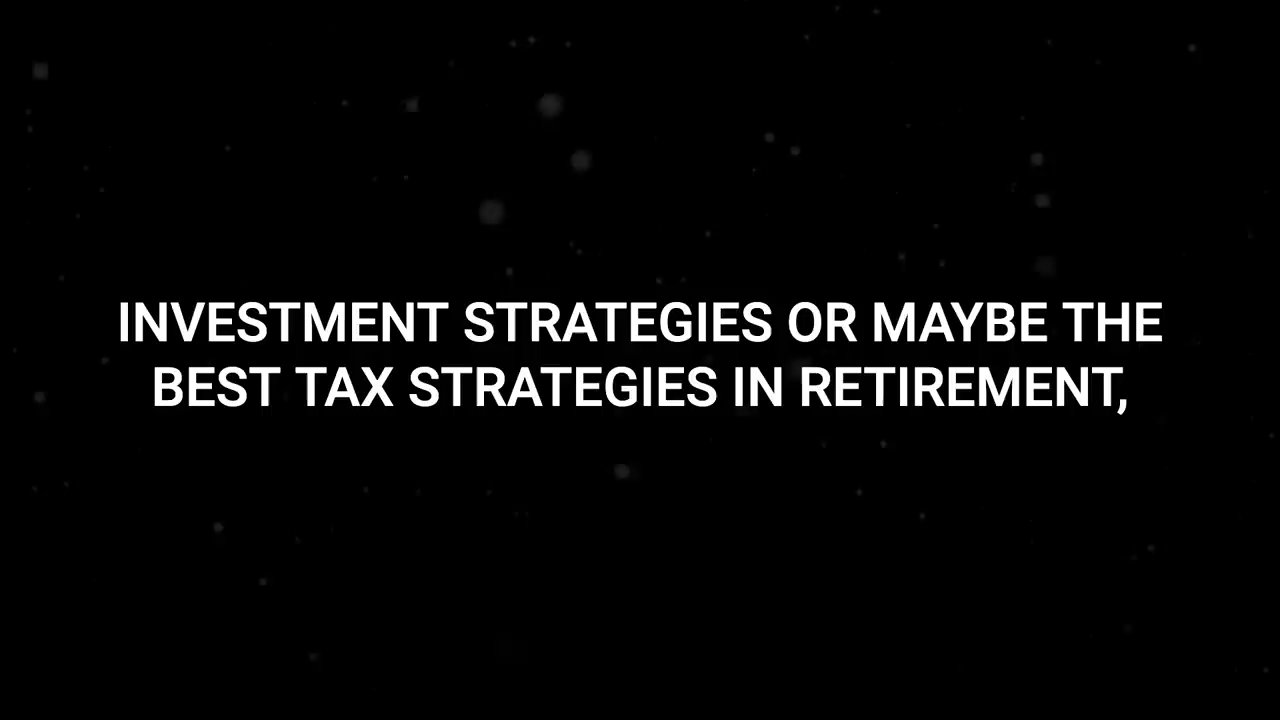 INVESTMENT STRATEGIES OR MAYBE THE
BEST TAX STRATEGIES IN RETIREMENT,